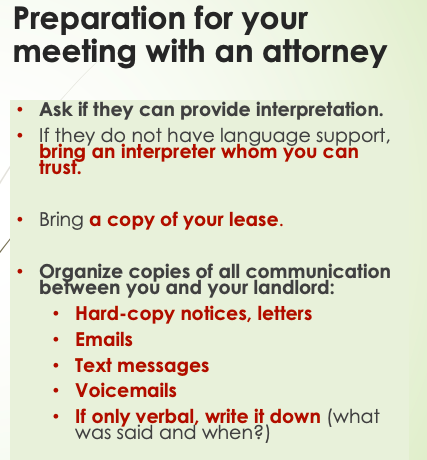 Preparation for your
meeting with an attorney
• Ask if they can provide interpretation.
• If they do not have language support,
bring an interpreter whom you can
trust.
• Bring a copy of your lease.
• Organize copies of all communication
between you and your landlord:
• Hard-copy notices, letters
• Emails
• Text messages
• Voicemails
• If only verbal, write it down (what
was said and when?)